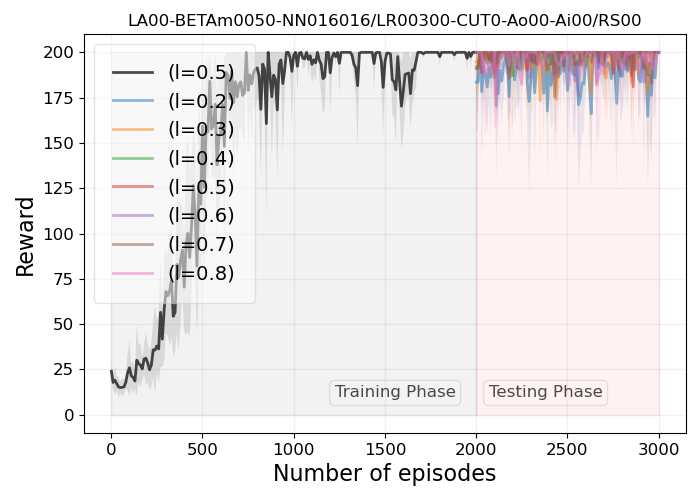 LA00-BETAm0050-NN016016/LR00300-CUT0-Ao00-Ai00/RS00
200
175
150
125
100
75
50
25
0
Reward
(l=0.5)
(l=0.2)
(l=0.3)
(l=0.4)
(l=0.5)
(l=0.6)
(l=0.7)
(l=0.8)
Training Phase
Testing Phase
0
500
1000
1500
2000
2500
3000
Number of episodes